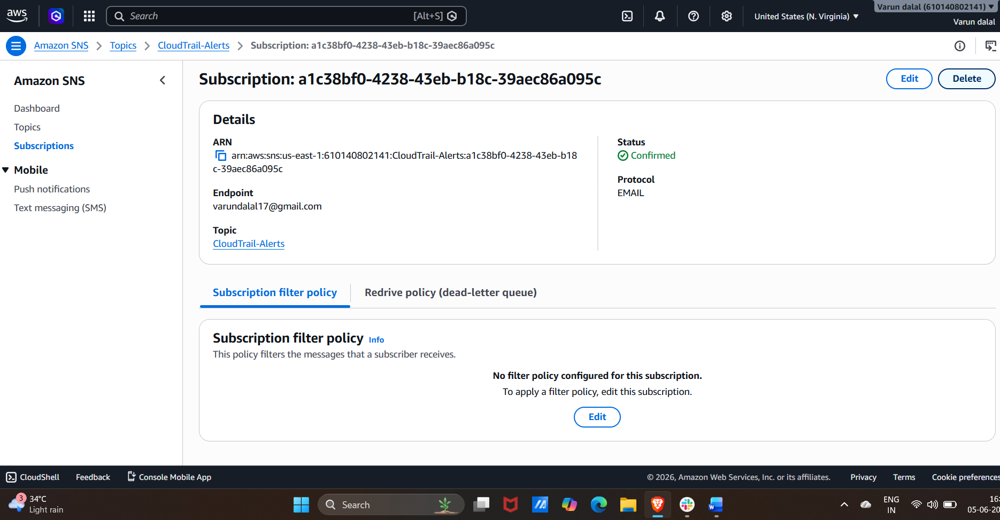 aws
Search
[Alt+S]
United States (N. Virginia)
Varun dalal (610140802141)
Varun dalal
Amazon SNS
Topics
CloudTrail-Alerts
Subscription: a1c38bf0-4238-43eb-b18c-39aec86a095c
Amazon SNS
Dashboard
Topics
Subscriptions
Mobile
Push notifications
Text messaging (SMS)
Subscription: a1c38bf0-4238-43eb-b18c-39aec86a095c
Edit
Delete
Details
ARN
arn:aws:sns:us-east-1:610140802141:CloudTrail-Alerts:a1c38bf0-4238-43eb-b18
c-39aec86a095c
Endpoint
varundalal17@gmail.com
Topic
CloudTrail-Alerts
Status
Confirmed
Protocol
EMAIL
Subscription filter policy
Redrive policy (dead-letter queue)
Subscription filter policy Info
This policy filters the messages that a subscriber receives.
No filter policy configured for this subscription.
To apply a filter policy, edit this subscription.
Edit
CloudShell
Feedback
Console Mobile App
© 2026, Amazon Web Services, Inc. or its affiliates.
Privacy
Terms
Cookie preferences
3
34°C
Light rain
Search
ENG
IN
16:
05-06-20